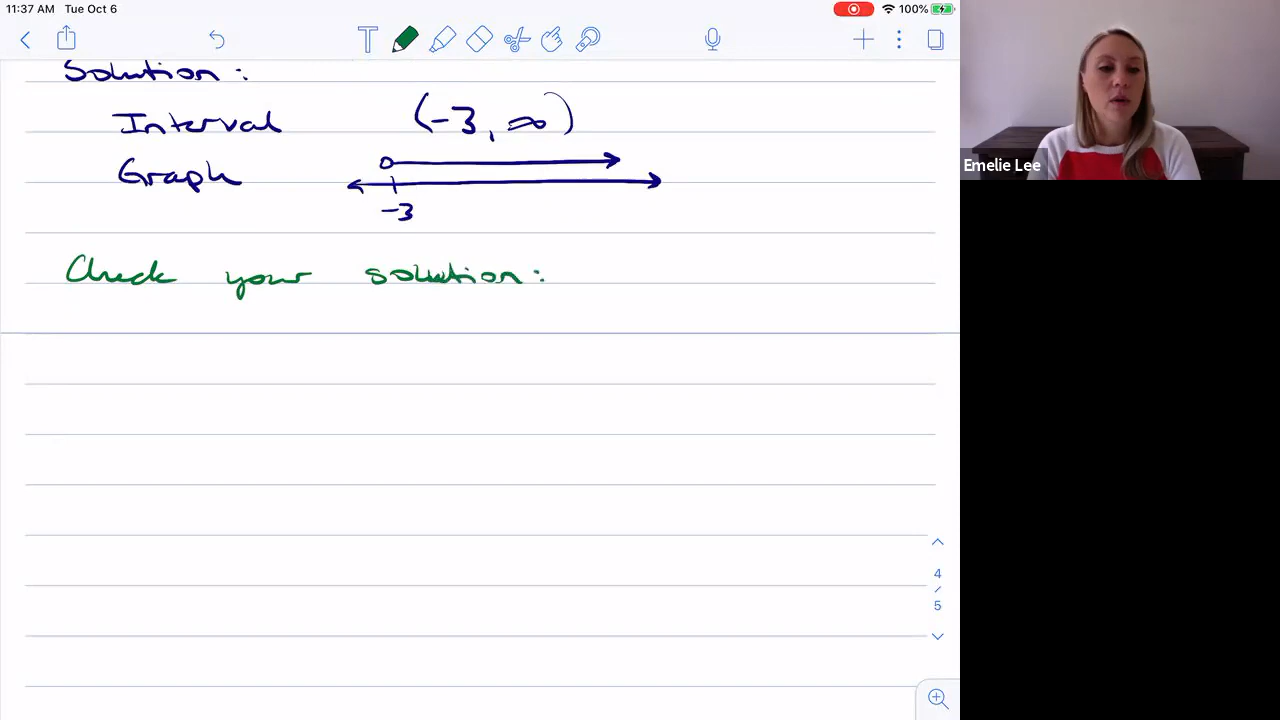 11:37 AM Tue Oct 6 100%
T
Solution:
Interval (-3, ∞)
Graph
-3
Check your solution:
4
/
5
Emelie Lee